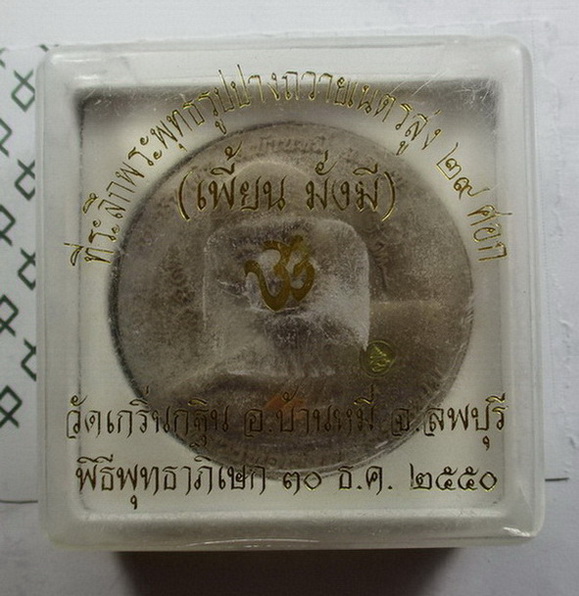 ที่ระลึกพระพุทธรูปปางถวายเนตรสูง ๒๙ ศอก
(เพี้ยน มั่งมี)
วัดเกริ่นกฐิน อ.บ้านหมี่ จ.ลพบุรี
พิธีพุทธาภิเษก ๓๐ ธ.ค. ๒๕๕๐